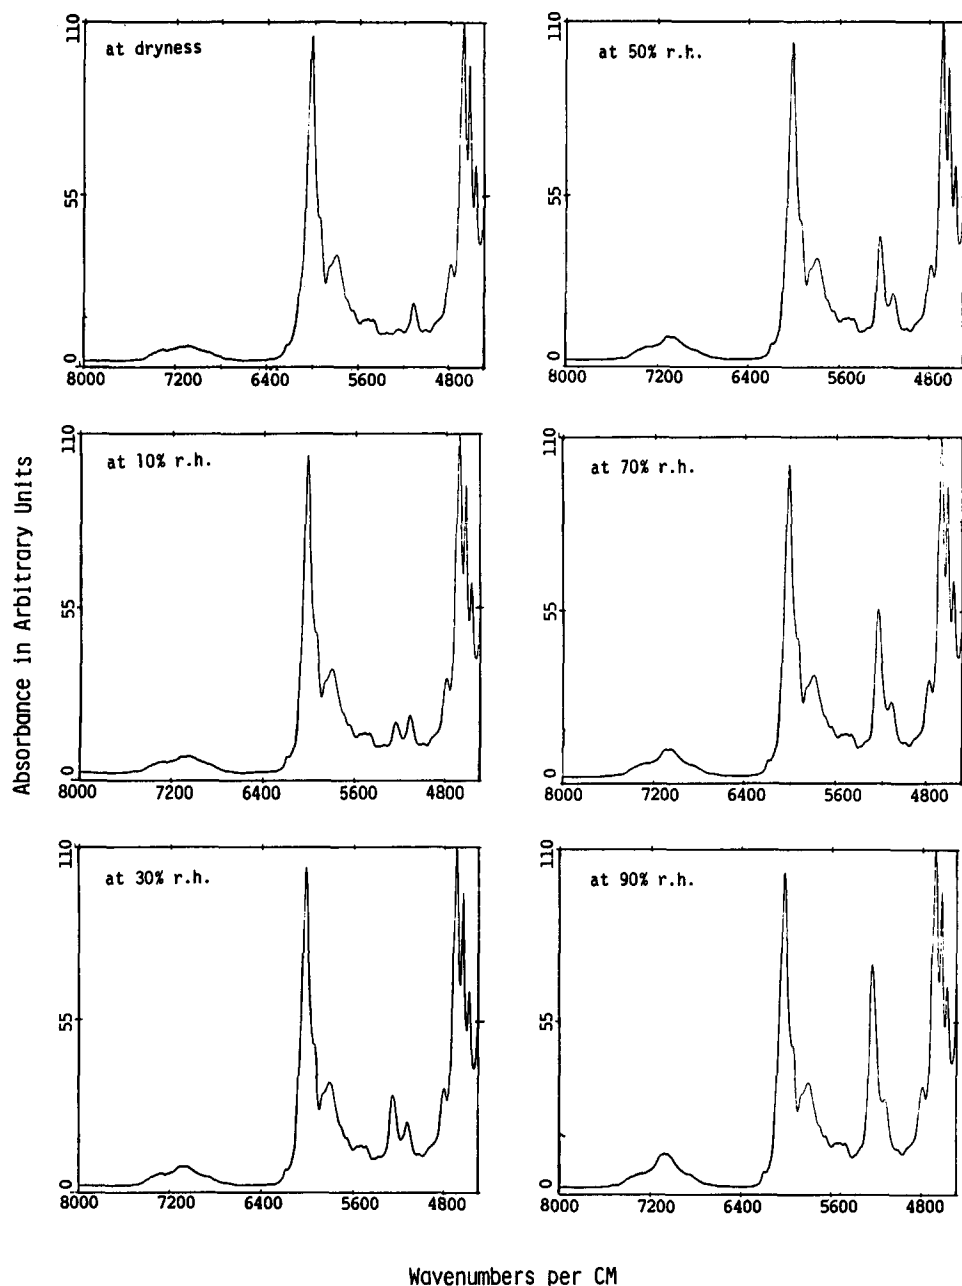 110
at dryness
55
0
8000 7200 6400 5600 4800
110
at 50% r.h.
55
0
8000 7200 6400 5600 4800
110
at 10% r.h.
55
0
8000 7200 6400 5600 4800
110
at 70% r.h.
55
0
8000 7200 6400 5600 4800
110
at 30% r.h.
55
0
8000 7200 6400 5600 4800
110
at 90% r.h.
55
0
8000 7200 6400 5600 4800
Absorbance in Arbitrary Units
Wavenumbers per CM